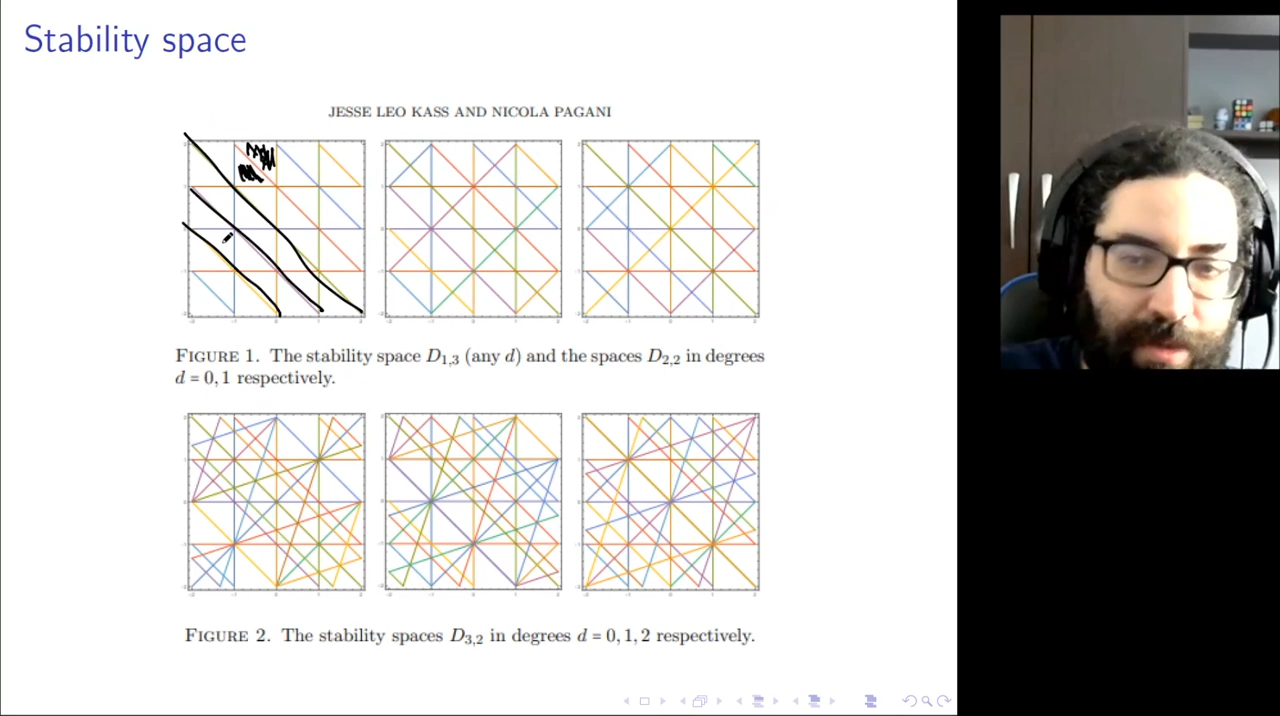 Stability space
JESSE LEO KASS AND NICOLA PAGANI
FIGURE 1. The stability space D1,3 (any d) and the spaces D2,2 in degrees
d = 0, 1 respectively.
FIGURE 2. The stability spaces D3,2 in degrees d = 0, 1, 2 respectively.